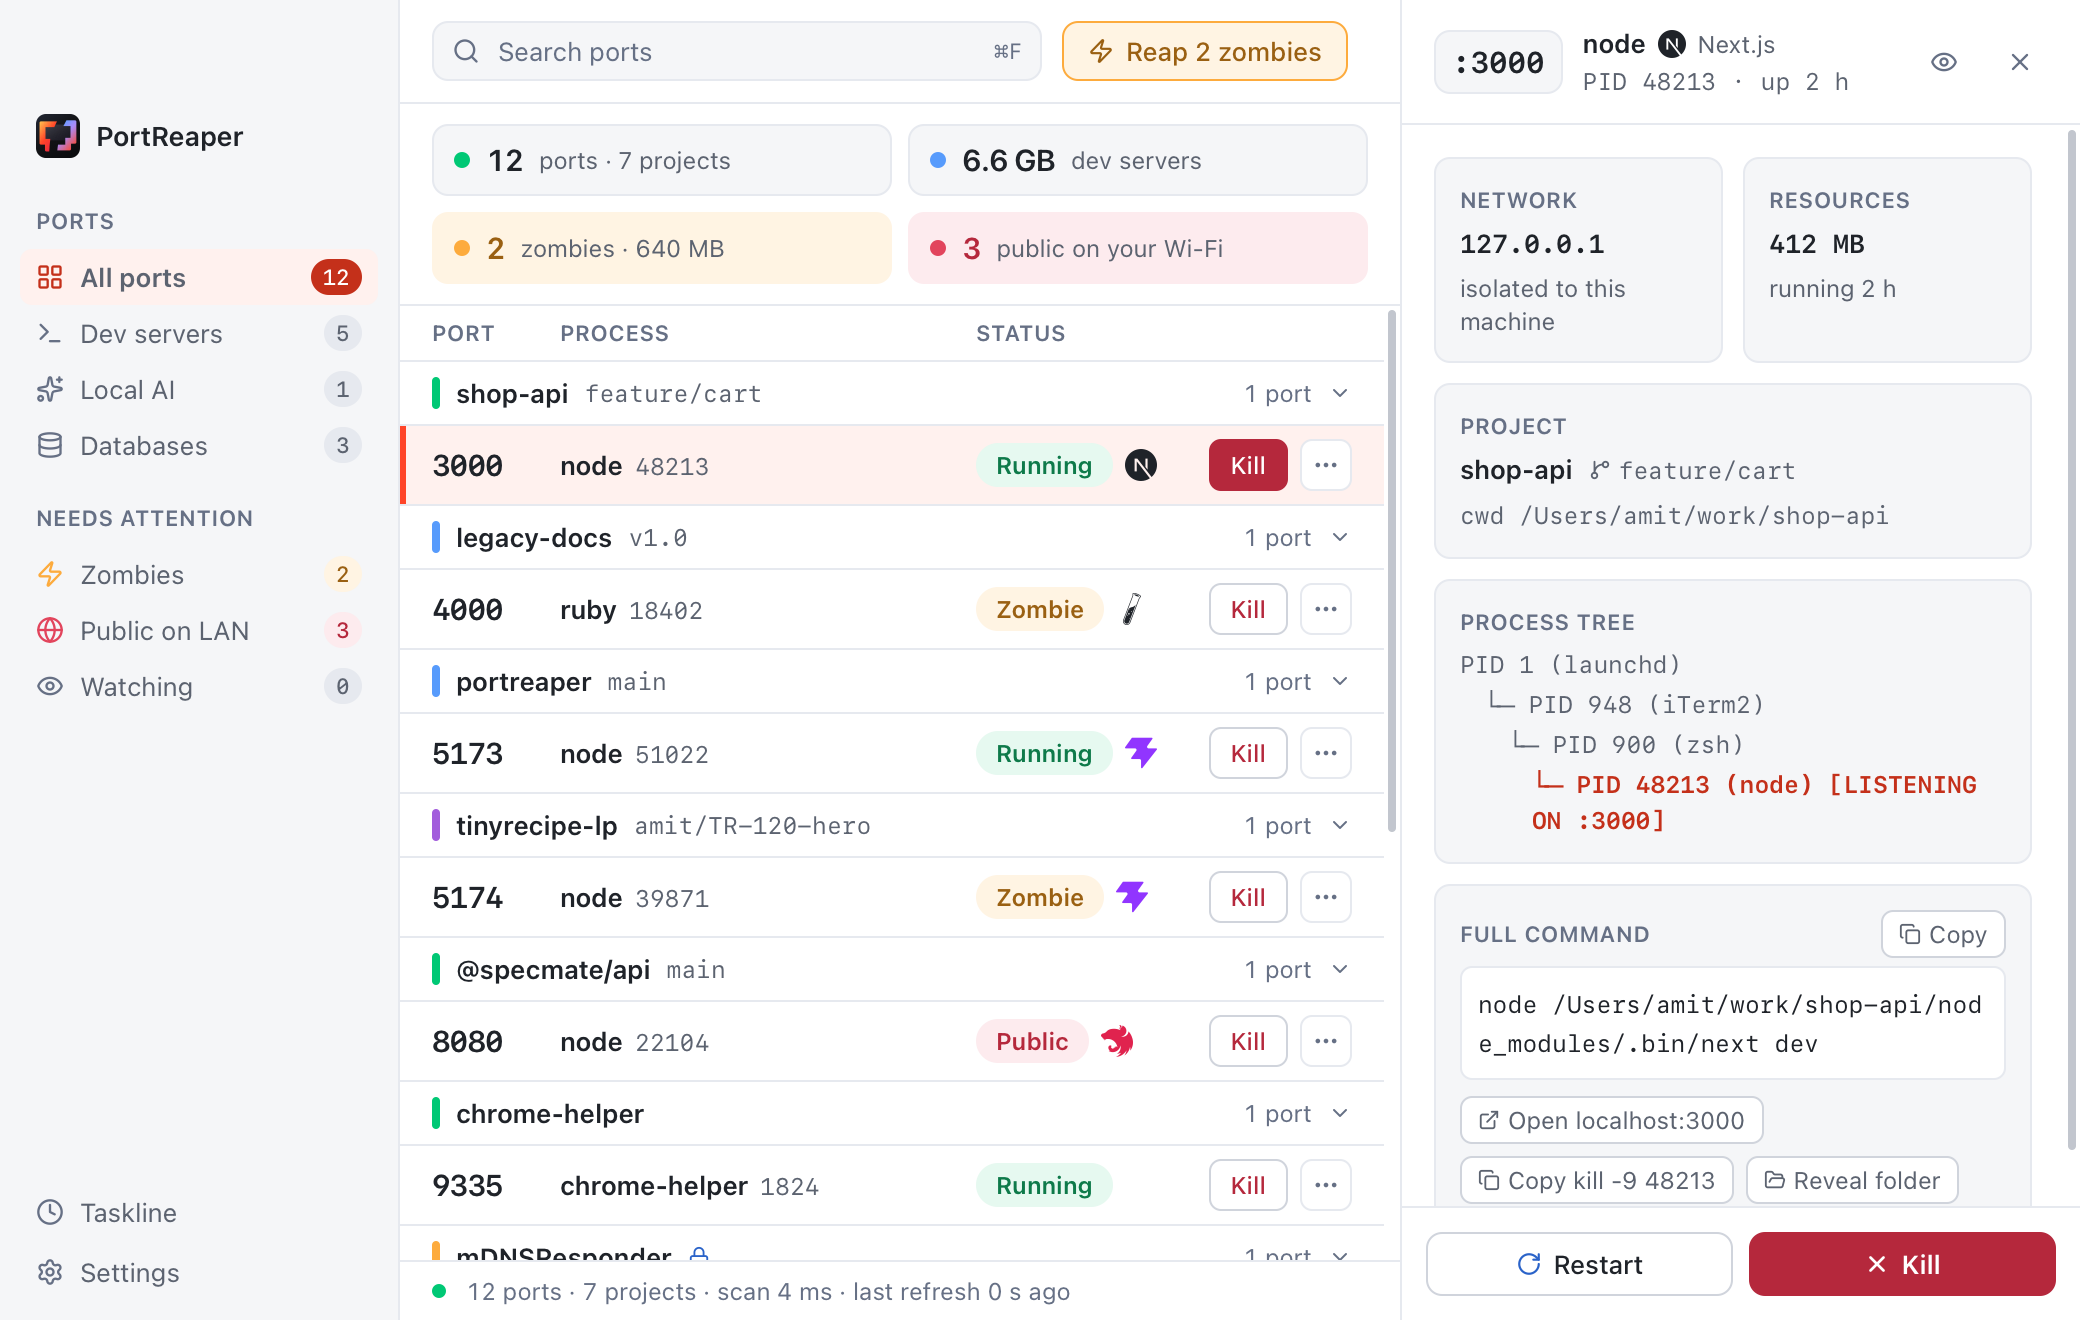 PortReaper
PORTS
All ports 12
Dev servers 5
Local AI 1
Databases 3
NEEDS ATTENTION
Zombies 2
Public on LAN 3
Watching 0
Taskline
Settings
Search ports ⌘F
Reap 2 zombies
12 ports · 7 projects
6.6 GB dev servers
2 zombies · 640 MB
3 public on your Wi-Fi
PORT PROCESS STATUS
shop-api feature/cart 1 port
3000 node 48213 Running Kill ···
legacy-docs v1.0 1 port
4000 ruby 18402 Zombie Kill ···
portreaper main 1 port
5173 node 51022 Running Kill ···
tinyrecipe-lp amit/TR-120-hero 1 port
5174 node 39871 Zombie Kill ···
@specmate/api main 1 port
8080 node 22104 Public Kill ···
chrome-helper 1 port
9335 chrome-helper 1824 Running Kill ···
mDNSResponder 1 port
12 ports · 7 projects · scan 4 ms · last refresh 0 s ago
:3000
node Next.js
PID 48213 · up 2 h
NETWORK
127.0.0.1
isolated to this
machine
RESOURCES
412 MB
running 2 h
PROJECT
shop-api feature/cart
cwd /Users/amit/work/shop-api
PROCESS TREE
PID 1 (launchd)
└─ PID 948 (iTerm2)
└─ PID 900 (zsh)
└─ PID 48213 (node) [LISTENING
ON :3000]
FULL COMMAND
Copy
node /Users/amit/work/shop-api/nod
e_modules/.bin/next dev
Open localhost:3000
Copy kill -9 48213
Reveal folder
Restart
Kill